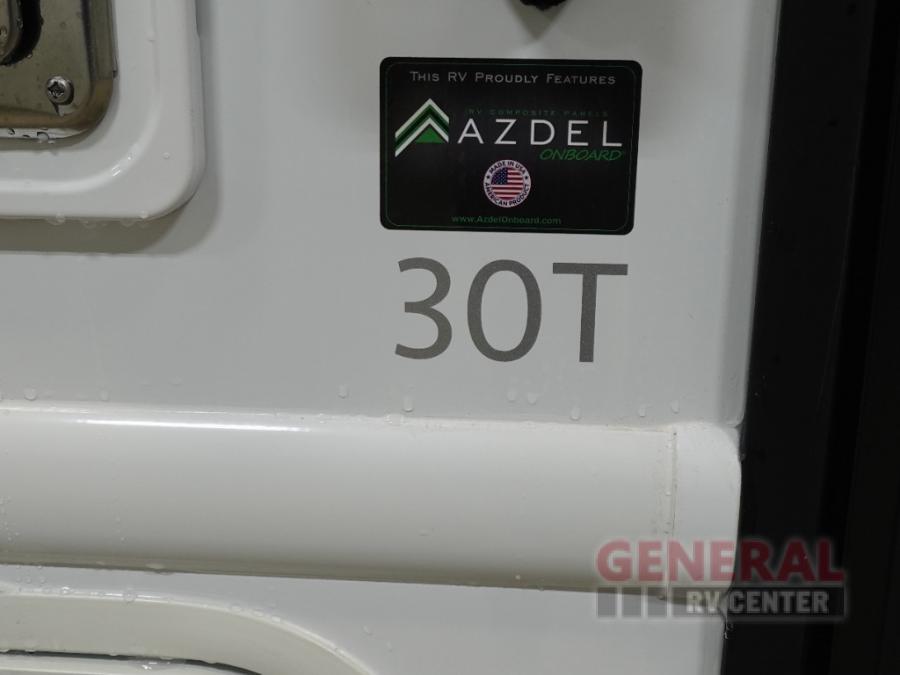 THIS RV PROUDLY FEATURES
RV COMPOSITE PANELS
AZDEL
ONBOARD
MADE IN USA
AMERICAN PRODUCT
www.AzdelOnboard.com
30T
GENERAL
RV CENTER